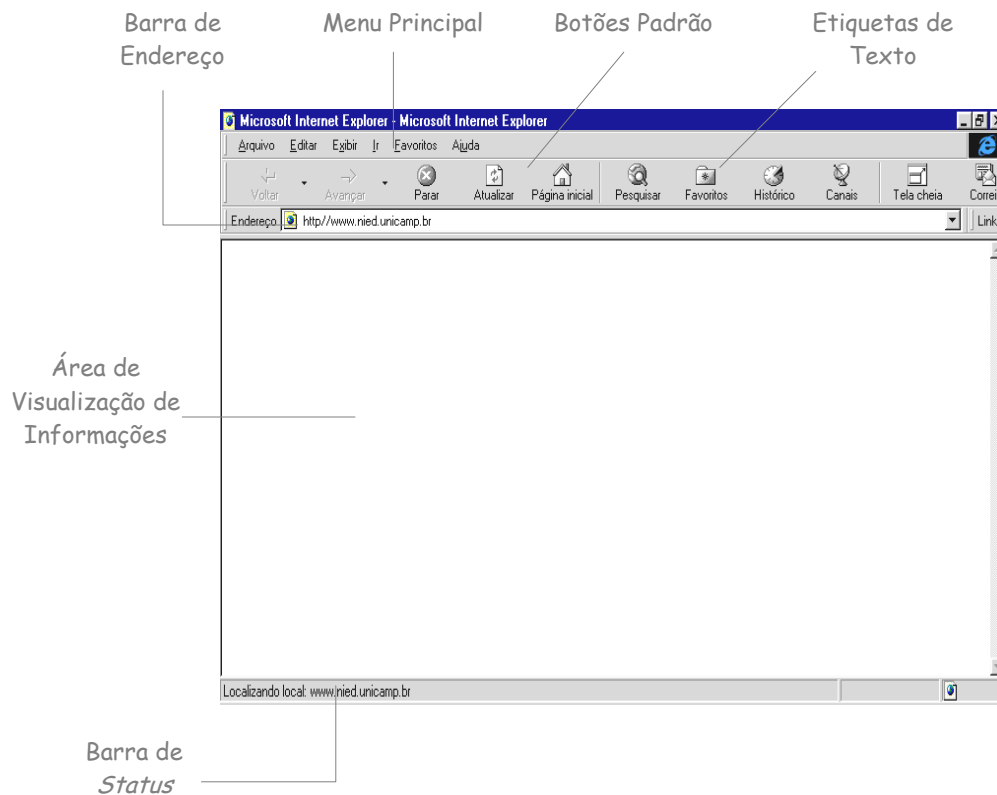 Barra de
Endereço
Menu Principal
Botões Padrão
Etiquetas de
Texto
Microsoft Internet Explorer - Microsoft Internet Explorer
Arquivo Editar Exibir Ir Favoritos Ajuda
Voltar Avançar Parar Atualizar Página inicial Pesquisar Favoritos Histórico Canais Tela cheia Correi
Endereço http//www.nied.unicamp.br Link
Área de
Visualização de
Informações
Localizando local: www.nied.unicamp.br
Barra de
Status